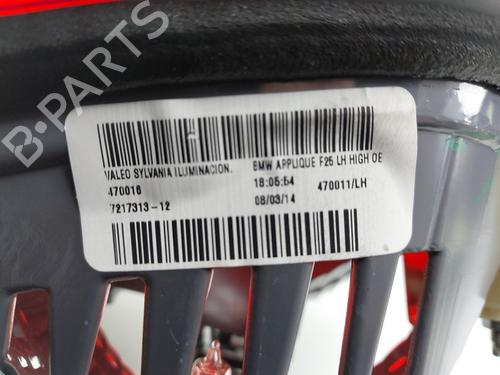 B-PARTS
VALEO SYLVANIA ILUMINACION. BMW APPLIQUE F25 LH HIGH OE
470016 18:05:54 470011/LH
7217313-12 08/03/14